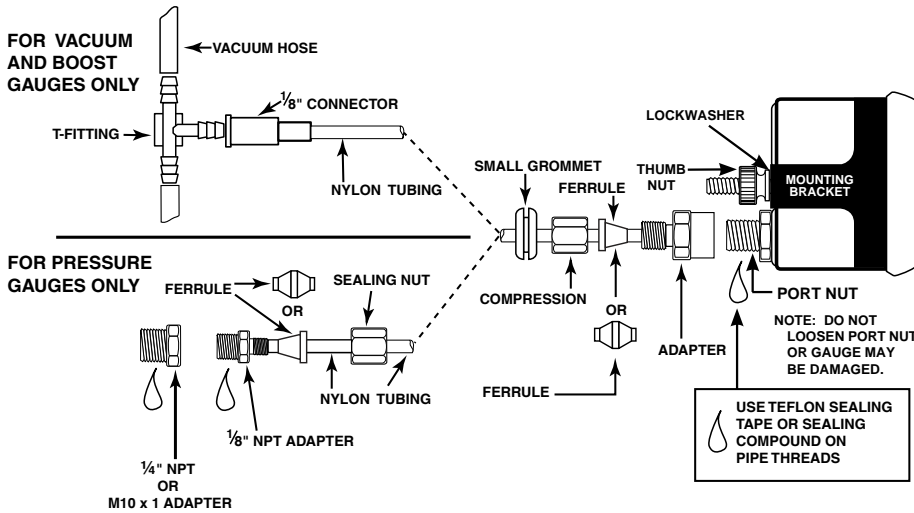 FOR VACUUM
AND BOOST
GAUGES ONLY
VACUUM HOSE
1/8" CONNECTOR
T-FITTING
NYLON TUBING
SMALL GROMMET
FERRULE
COMPRESSION
OR
FERRULE
ADAPTER
LOCKWASHER
THUMB
NUT
MOUNTING
BRACKET
PORT NUT
NOTE: DO NOT
LOOSEN PORT NUT
OR GAUGE MAY
BE DAMAGED.
USE TEFLON SEALING
TAPE OR SEALING
COMPOUND ON
PIPE THREADS
FOR PRESSURE
GAUGES ONLY
FERRULE
OR
SEALING NUT
NYLON TUBING
1/8" NPT ADAPTER
1/4" NPT
OR
M10 x 1 ADAPTER